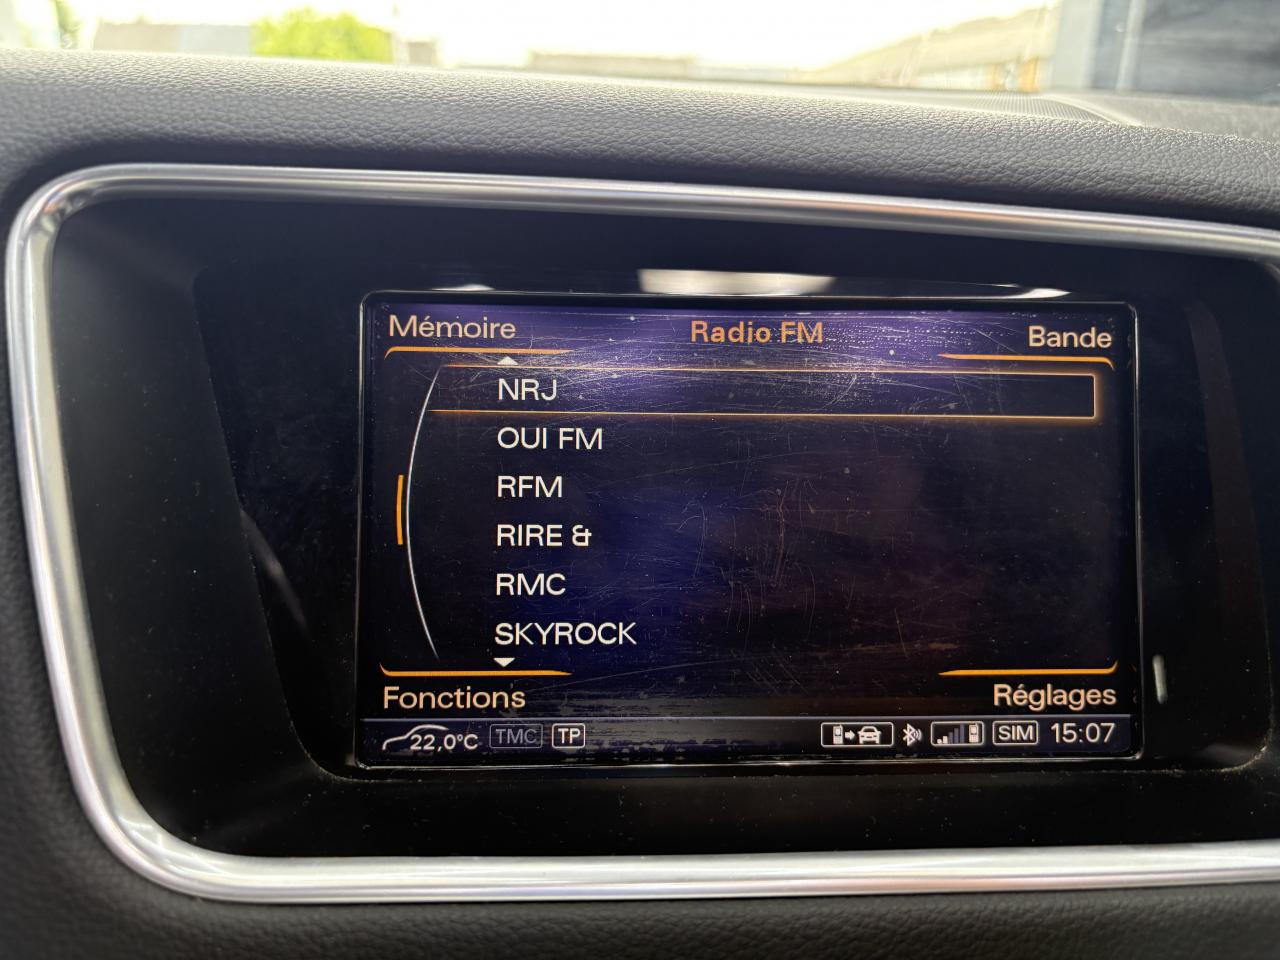 Mémoire Radio FM Bande
NRJ
OUI FM
RFM
RIRE &
RMC
SKYROCK
Fonctions Réglages
22,0°C TMC TP SIM 15:07